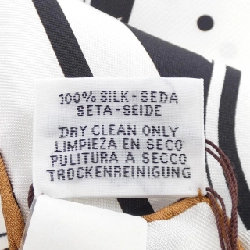 100% SILK-SEDA
SETA-SEIDE
DRY CLEAN ONLY
LIMPIEZA EN SECO
PULITURA A SECCO
TROCKENREINIGUNG